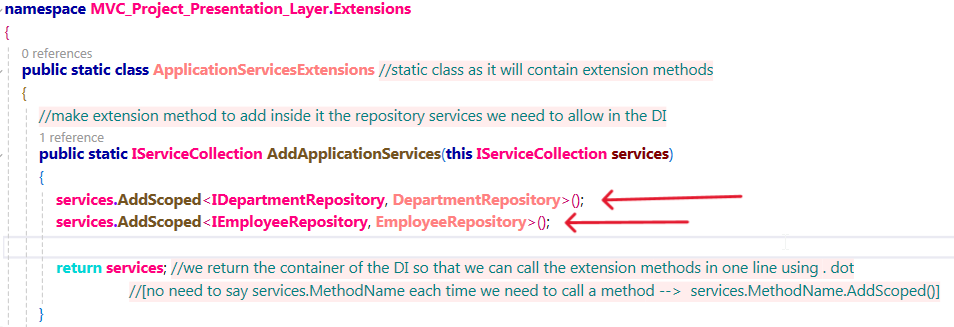 namespace MVC_Project_Presentation_Layer.Extensions
{
0 references
public static class ApplicationServicesExtensions //static class as it will contain extension methods
{
//make extension method to add inside it the repository services we need to allow in the DI
1 reference
public static IServiceCollection AddApplicationServices(this IServiceCollection services)
{
services.AddScoped<IDepartmentRepository, DepartmentRepository>();
services.AddScoped<IEmployeeRepository, EmployeeRepository>();
return services; //we return the container of the DI so that we can call the extension methods in one line using . dot
//[no need to say services.MethodName each time we need to call a method --> services.MethodName.AddScoped()]
}